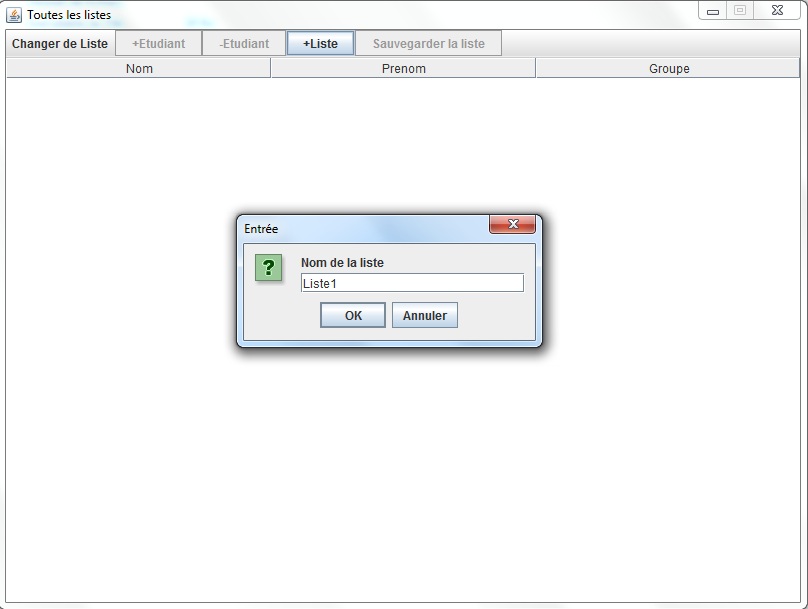 Toutes les listes
Changer de Liste +Etudiant -Etudiant +Liste Sauvegarder la liste
Nom Prenom Groupe
Entrée
? Nom de la liste
Liste1
OK Annuler